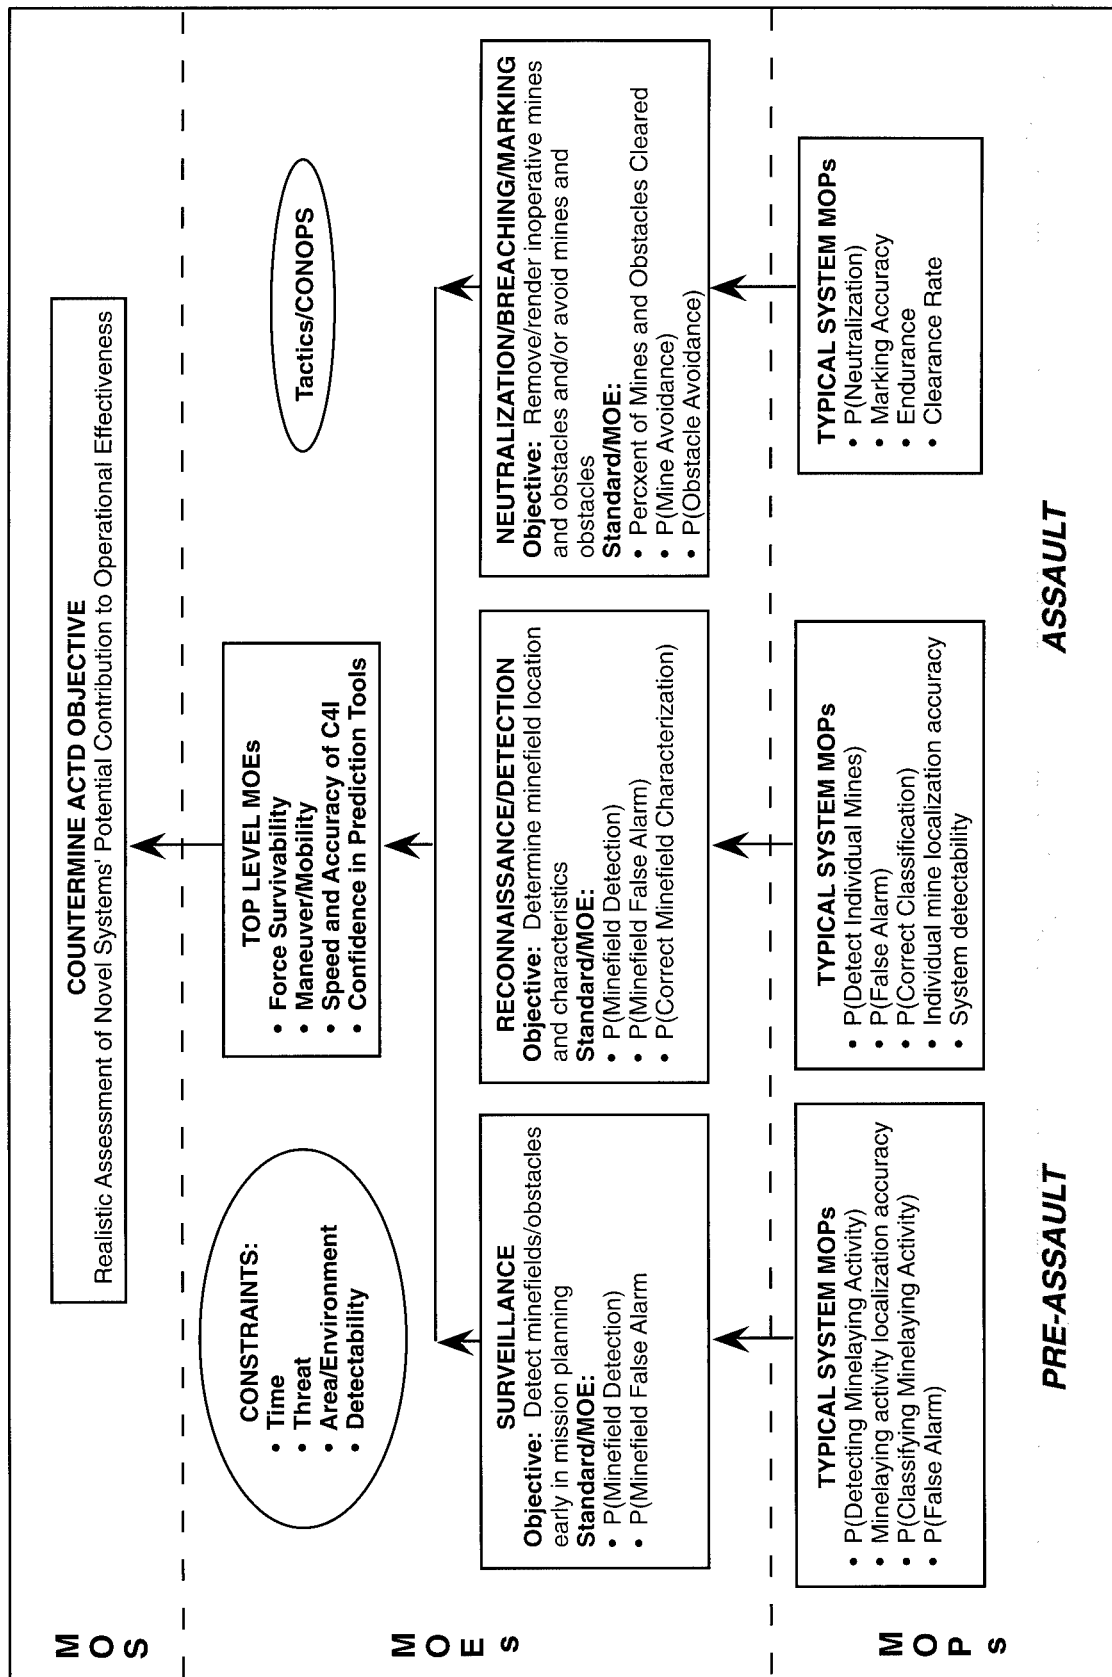 M
O
S
COUNTERMINE ACTD OBJECTIVE
Realistic Assessment of Novel Systems' Potential Contribution to Operational Effectiveness
M
O
E
s
CONSTRAINTS:
• Time
• Threat
• Area/Environment
• Detectability
TOP LEVEL MOEs
• Force Survivability
• Maneuver/Mobility
• Speed and Accuracy of C4I
• Confidence in Prediction Tools
Tactics/CONOPS
SURVEILLANCE
Objective: Detect minefields/obstacles
early in mission planning
Standard/MOE:
• P(Minefield Detection)
• P(Minefield False Alarm
RECONNAISSANCE/DETECTION
Objective: Determine minefield location
and characteristics
Standard/MOE:
• P(Minefield Detection)
• P(Minefield False Alarm)
• P(Correct Minefield Characterization)
NEUTRALIZATION/BREACHING/MARKING
Objective: Remove/render inoperative mines
and obstacles and/or avoid mines and
obstacles
Standard/MOE:
• Percxent of Mines and Obstacles Cleared
• P(Mine Avoidance)
• P(Obstacle Avoidance)
M
O
P
s
TYPICAL SYSTEM MOPs
• P(Detecting Minelaying Activity)
• Minelaying activity localization accuracy
• P(Classifying Minelaying Activity)
• P(False Alarm)
TYPICAL SYSTEM MOPs
• P(Detect Individual Mines)
• P(False Alarm)
• P(Correct Classification)
• Individual mine localization accuracy
• System detectability
TYPICAL SYSTEM MOPs
• P(Neutralization)
• Marking Accuracy
• Endurance
• Clearance Rate
PRE-ASSAULT
ASSAULT